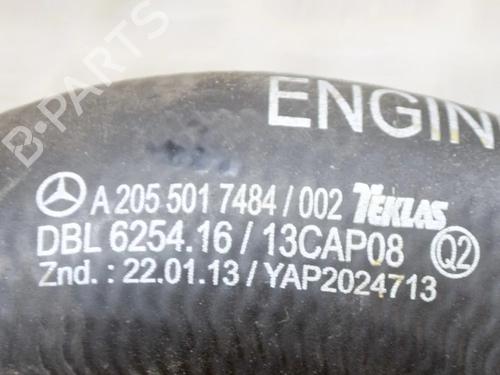 ENGIN
A 205 501 7484 / 002 TEKLAS
DBL 6254.16 / 13CAP08 Q2
Znd. : 22.01.13 / YAP2024713
B-PARTS